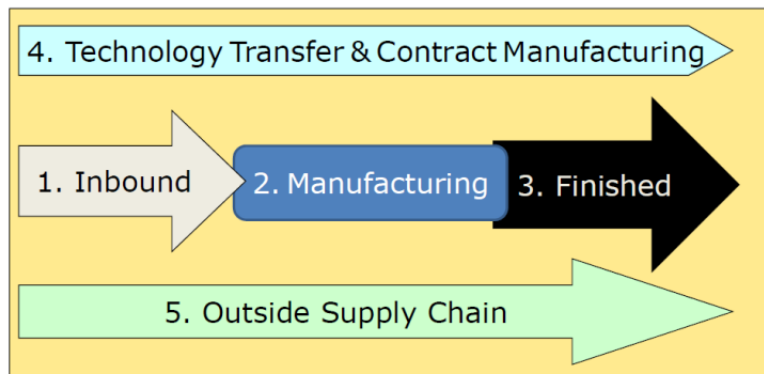 4. Technology Transfer & Contract Manufacturing
1. Inbound
2. Manufacturing
3. Finished
5. Outside Supply Chain